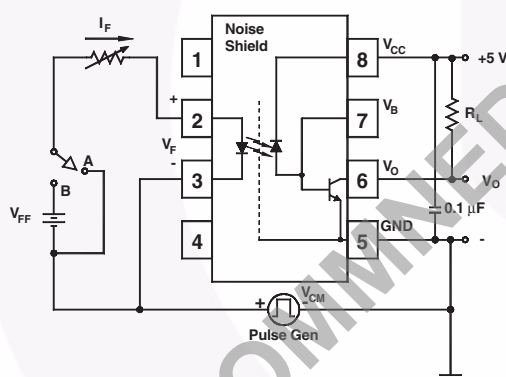 I_F
Noise
Shield
1
8
V_CC
+5 V
+
2
7
V_B
R_L
V_F
A
-
3
6
V_O
V_O
B
V_FF
0.1 μF
4
5
GND
-
+
V_CM
-
Pulse Gen
OMMNED